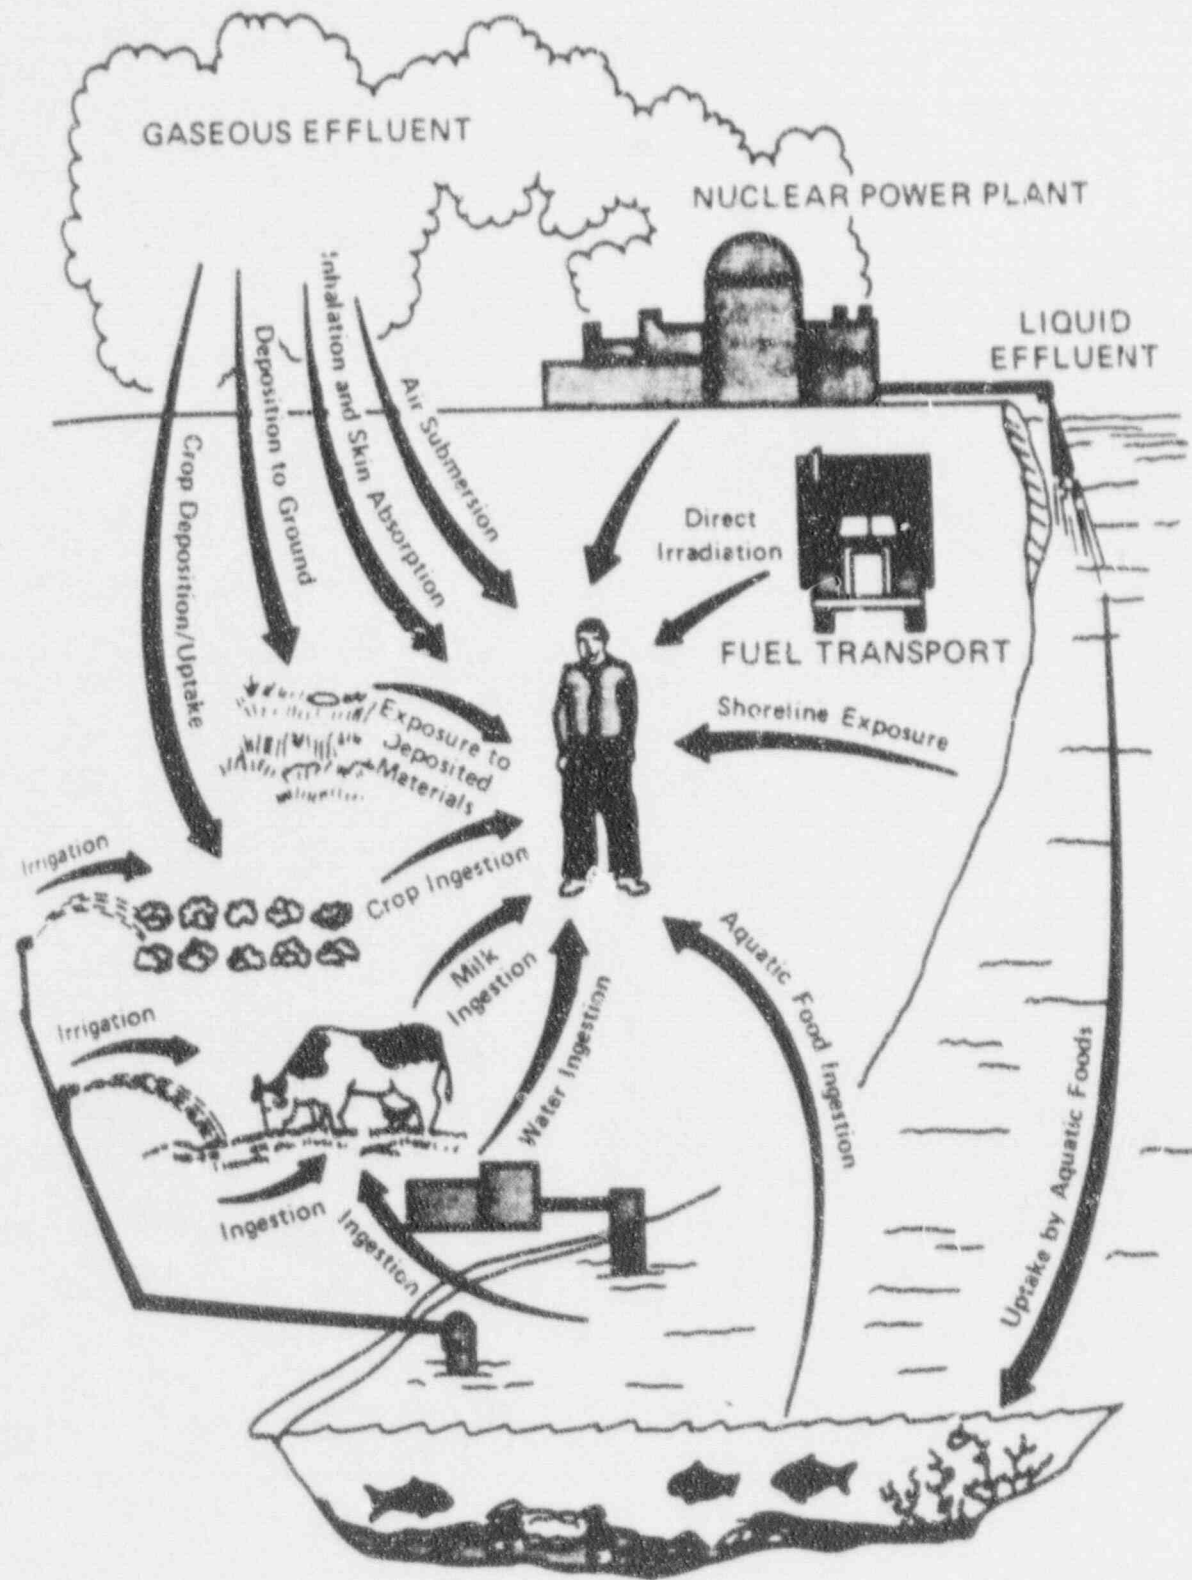 GASEOUS EFFLUENT
NUCLEAR POWER PLANT
LIQUID
EFFLUENT
Inhalation and Skin Absorption
Deposition to Ground
Air Submersion
Crop Deposition/Uptake
Direct
Irradiation
FUEL TRANSPORT
Shoreline Exposure
Exposure to
Deposited
Materials
Irrigation
Crop Ingestion
Milk
Ingestion
Aquatic Food Ingestion
Irrigation
Water Ingestion
Uptake by Aquatic Foods
Ingestion
Ingestion